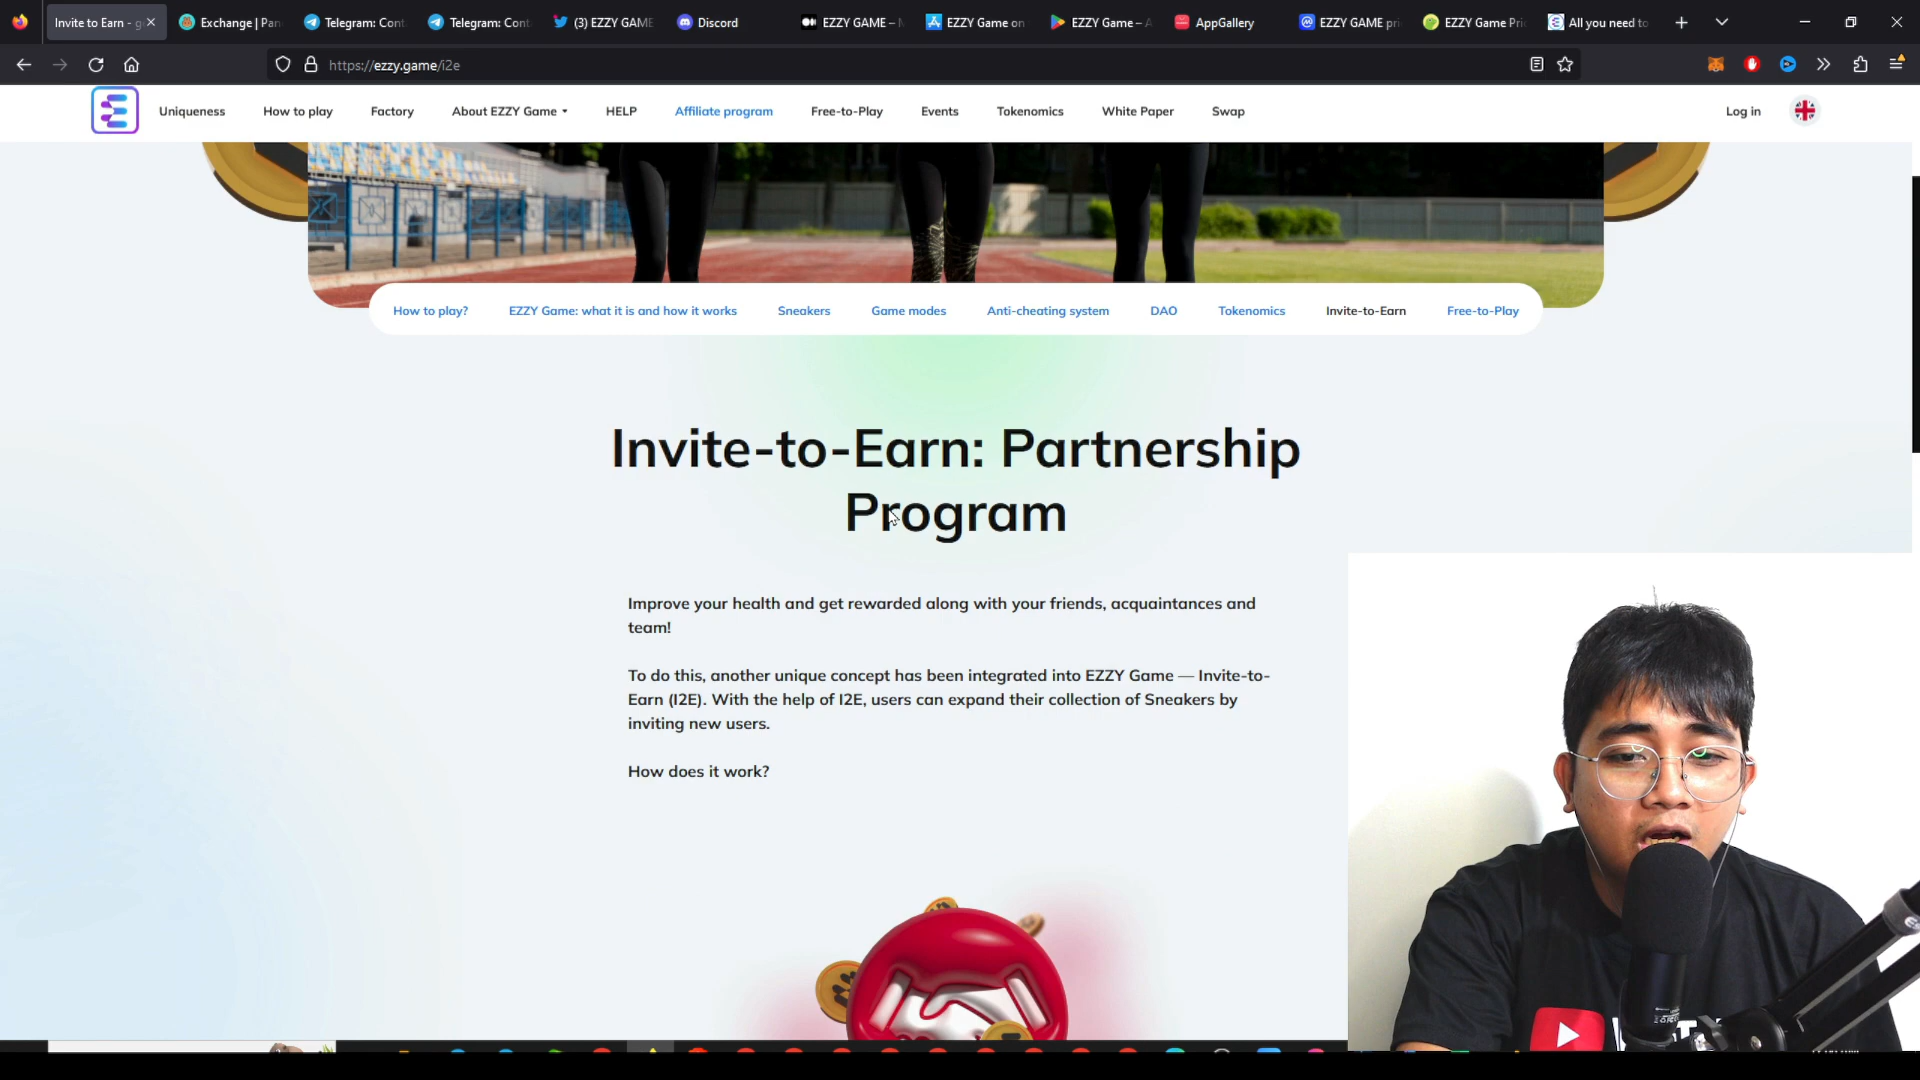 Invite to Earn - g
Exchange | Pan
Telegram: Cont
Telegram: Cont
(3) EZZY GAME
Discord
EZZY GAME –
EZZY Game on
EZZY Game – A
AppGallery
EZZY GAME pri
EZZY Game Pri
All you need to
https://ezzy.game/i2e
Uniqueness
How to play
Factory
About EZZY Game
HELP
Affiliate program
Free-to-Play
Events
Tokenomics
White Paper
Swap
Log in
How to play?
EZZY Game: what it is and how it works
Sneakers
Game modes
Anti-cheating system
DAO
Tokenomics
Invite-to-Earn
Free-to-Play
Invite-to-Earn: Partnership
Program
Improve your health and get rewarded along with your friends, acquaintances and
team!
To do this, another unique concept has been integrated into EZZY Game — Invite-to-
Earn (I2E). With the help of I2E, users can expand their collection of Sneakers by
inviting new users.
How does it work?